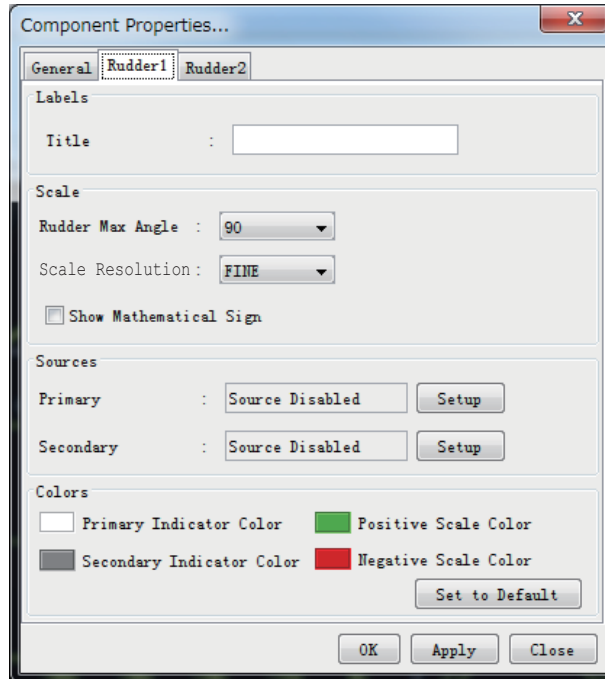 Component Properties...
x
General Rudder1 Rudder2
Labels
Title :
Scale
Rudder Max Angle : 90
Scale Resolution : FINE
Show Mathematical Sign
Sources
Primary : Source Disabled Setup
Secondary : Source Disabled Setup
Colors
Primary Indicator Color Positive Scale Color
Secondary Indicator Color Negative Scale Color
Set to Default
OK Apply Close